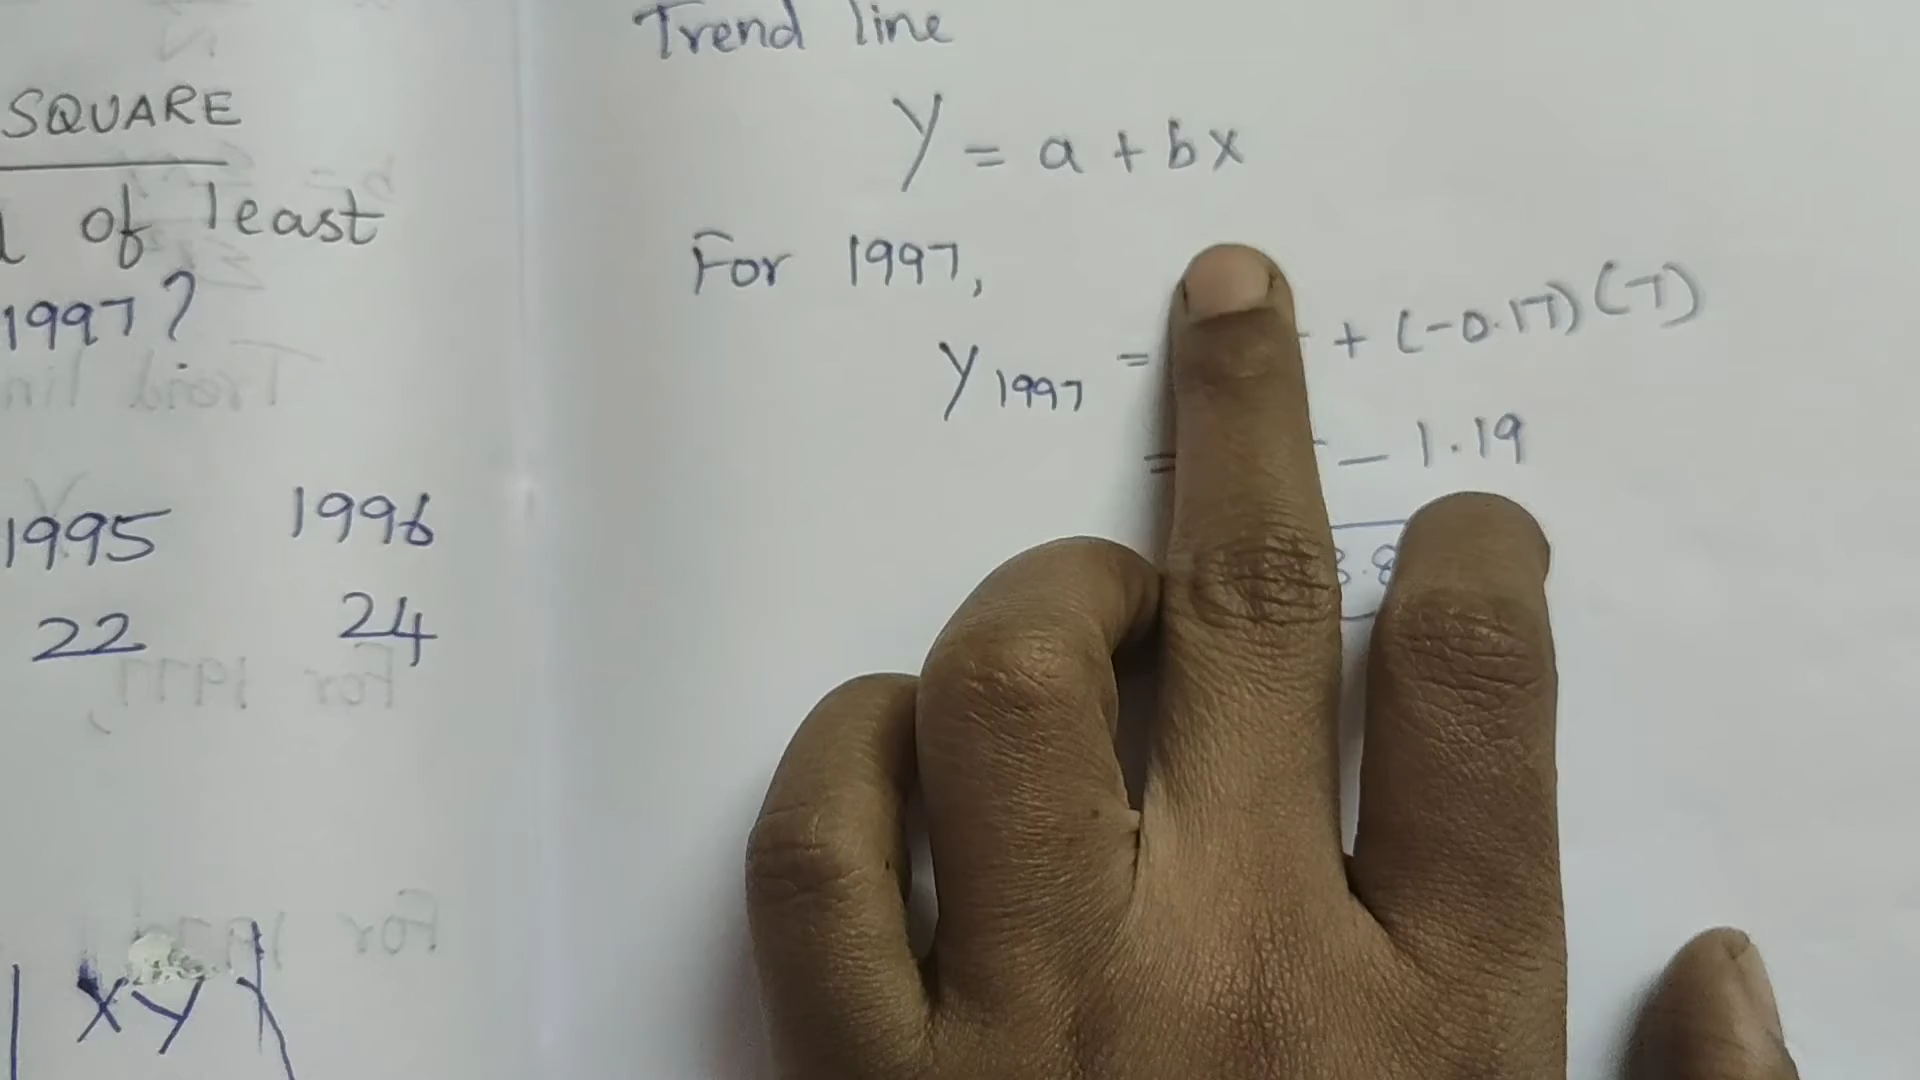 SQUARE
of least
1997?
1995 1996
22 24
XY Y
Trend line
Y = a + bx
For 1997,
Y1997 = + (-0.17)(7)
= - 1.19